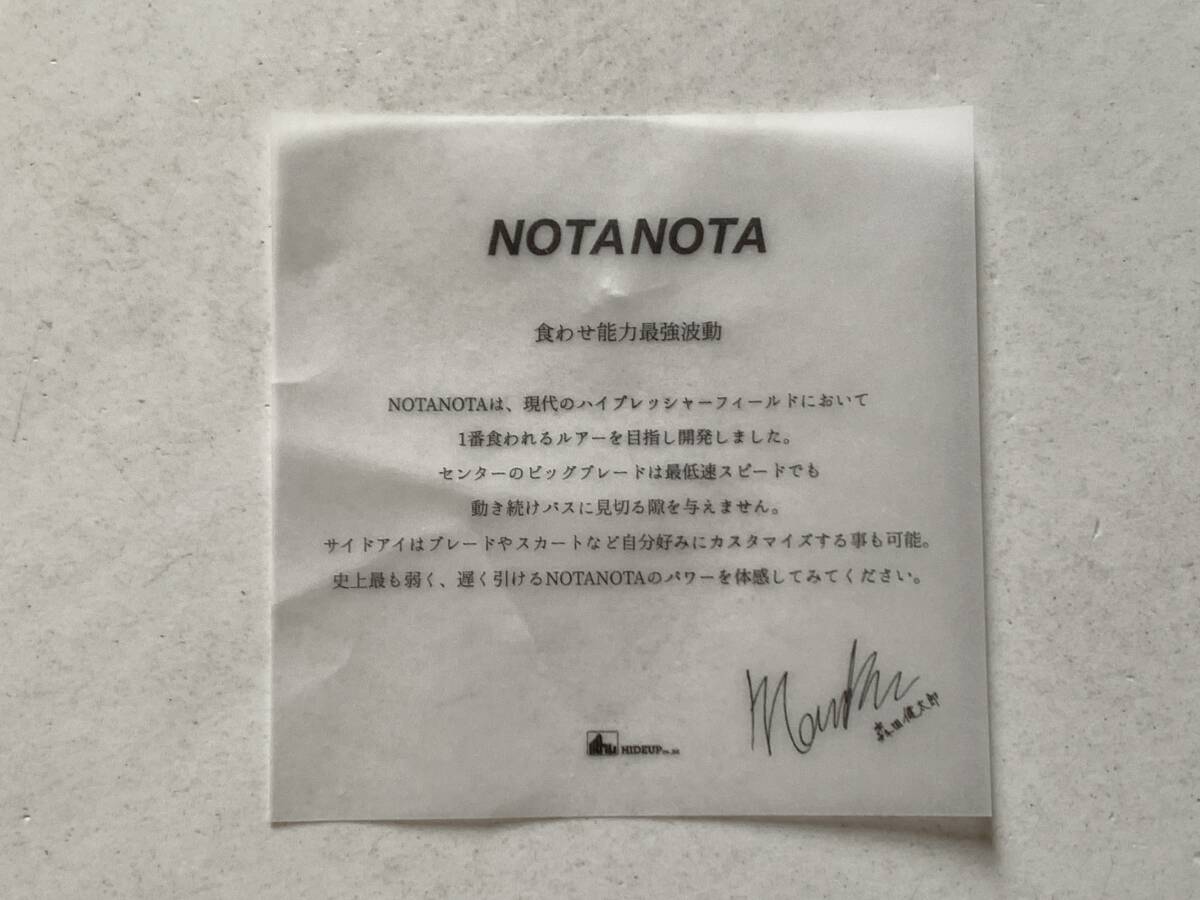 NOTANOTA
食わせ能力最強波動
NOTANOTAは、現代のハイプレッシャーフィールドにおいて
1番食われるルアーを目指し開発しました。
センターのビッグブレードは最低速スピードでも
動き続けバスに見切る隙を与えません。
サイドアイはブレードやスカートなど自分好みにカスタマイズする事も可能。
史上最も弱く、遅く引けるNOTANOTAのパワーを体感してみてください。
HIDEUP